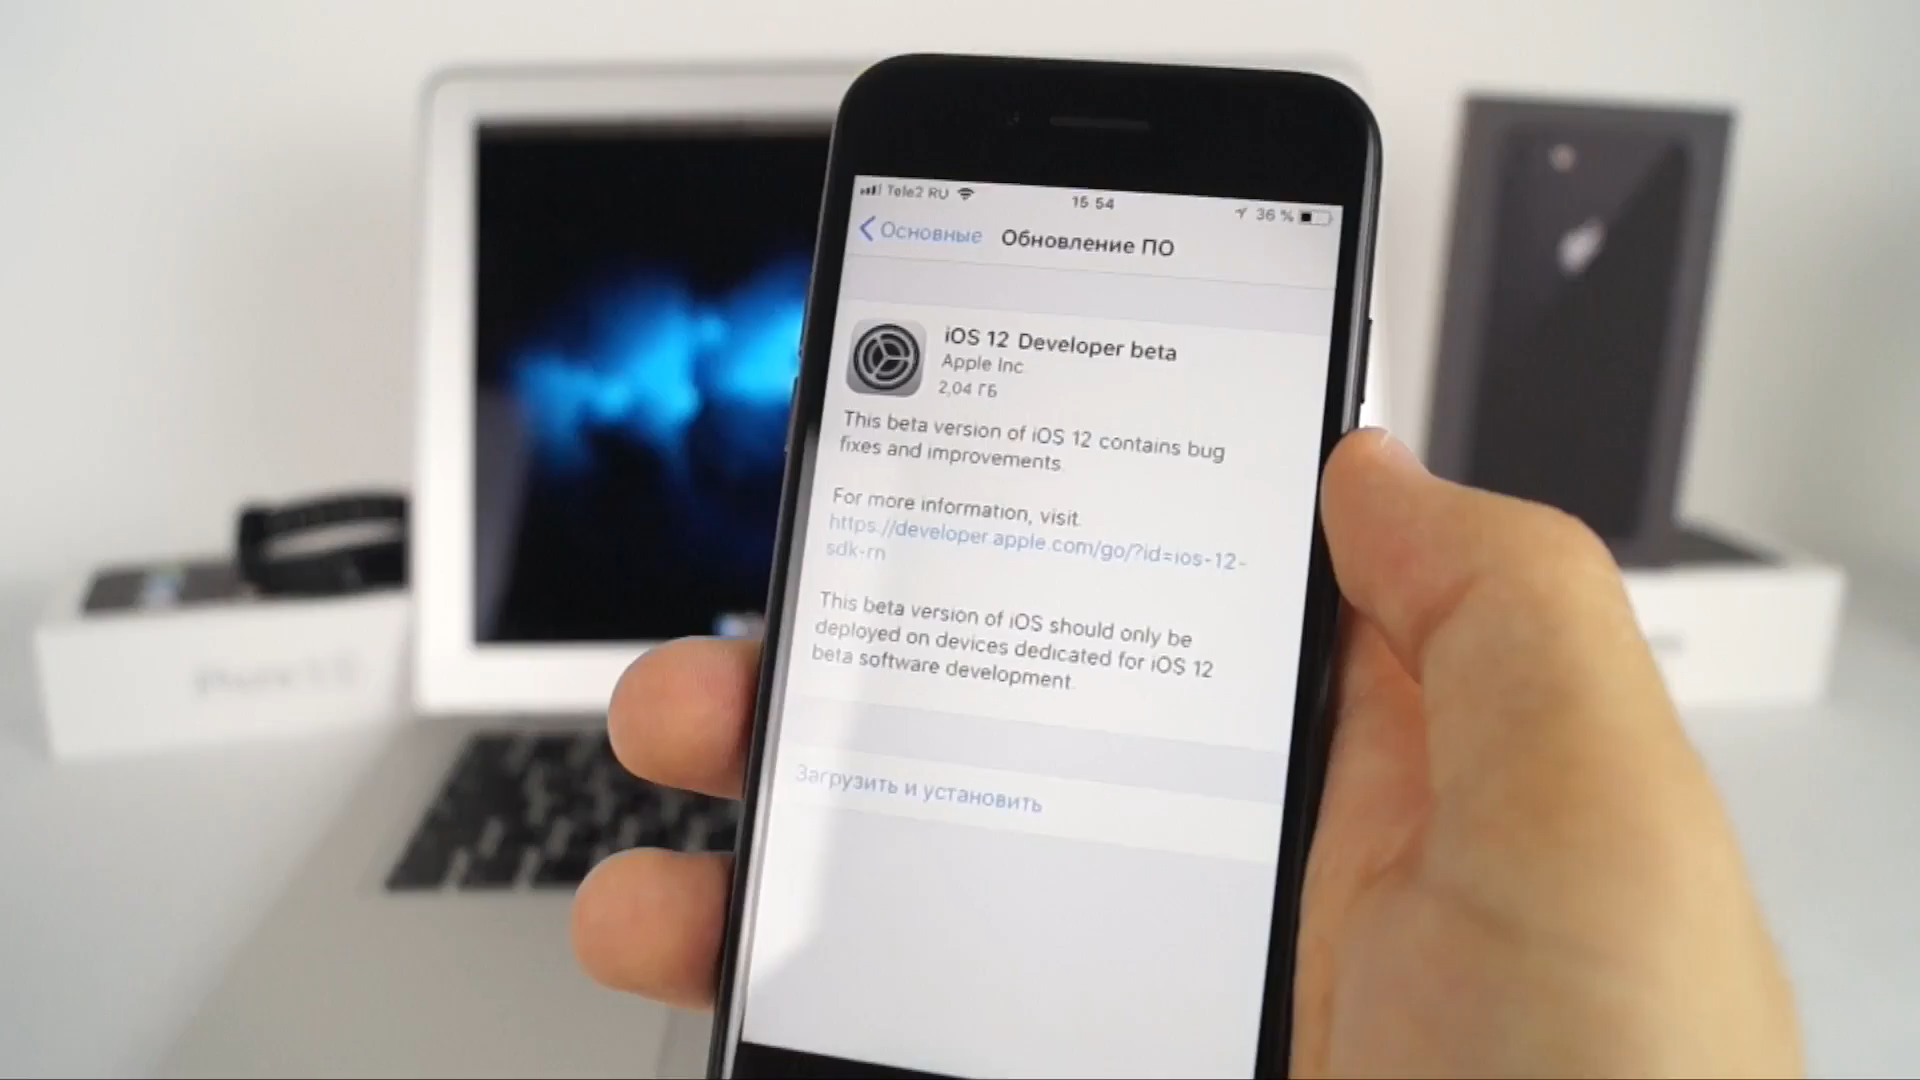 Tele2 RU
15 54
36 %
Основные
Обновление ПО
iOS 12 Developer beta
Apple Inc
2,04 ГБ
This beta version of iOS 12 contains bug
fixes and improvements
For more information, visit
https://developer.apple.com/go/?id=ios-12-
sdk-rn
This beta version of iOS should only be
deployed on devices dedicated for iOS 12
beta software development.
Загрузить и установить